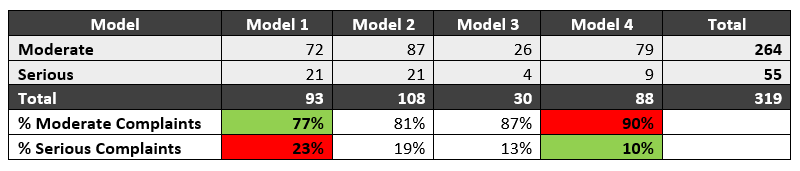 Model Model 1 Model 2 Model 3 Model 4 Total
Moderate 72 87 26 79 264
Serious 21 21 4 9 55
Total 93 108 30 88 319
% Moderate Complaints 77% 81% 87% 90%
% Serious Complaints 23% 19% 13% 10%